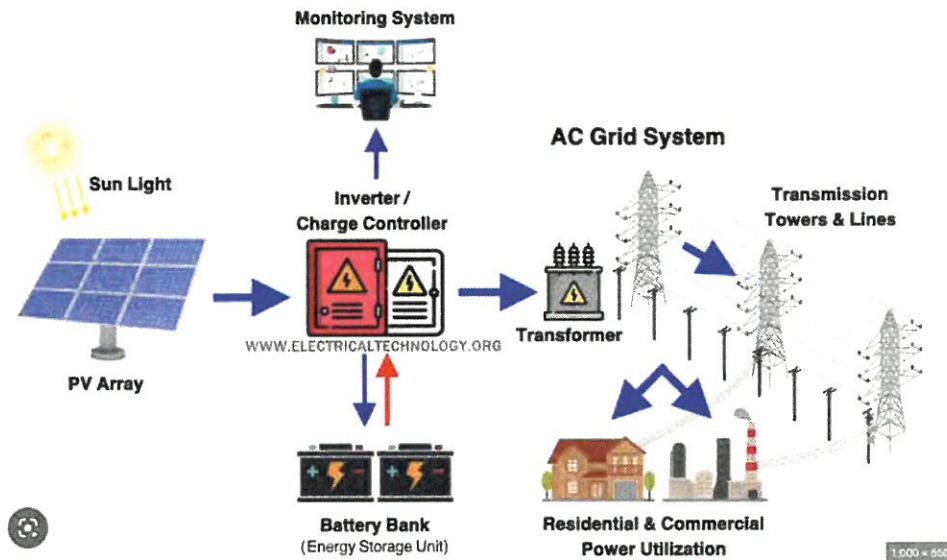 Monitoring System
AC Grid System
Sun Light
Inverter /
Charge Controller
Transmission
Towers & Lines
Transformer
WWW.ELECTRICALTECHNOLOGY.ORG
PV Array
Battery Bank
(Energy Storage Unit)
Residential & Commercial
Power Utilization